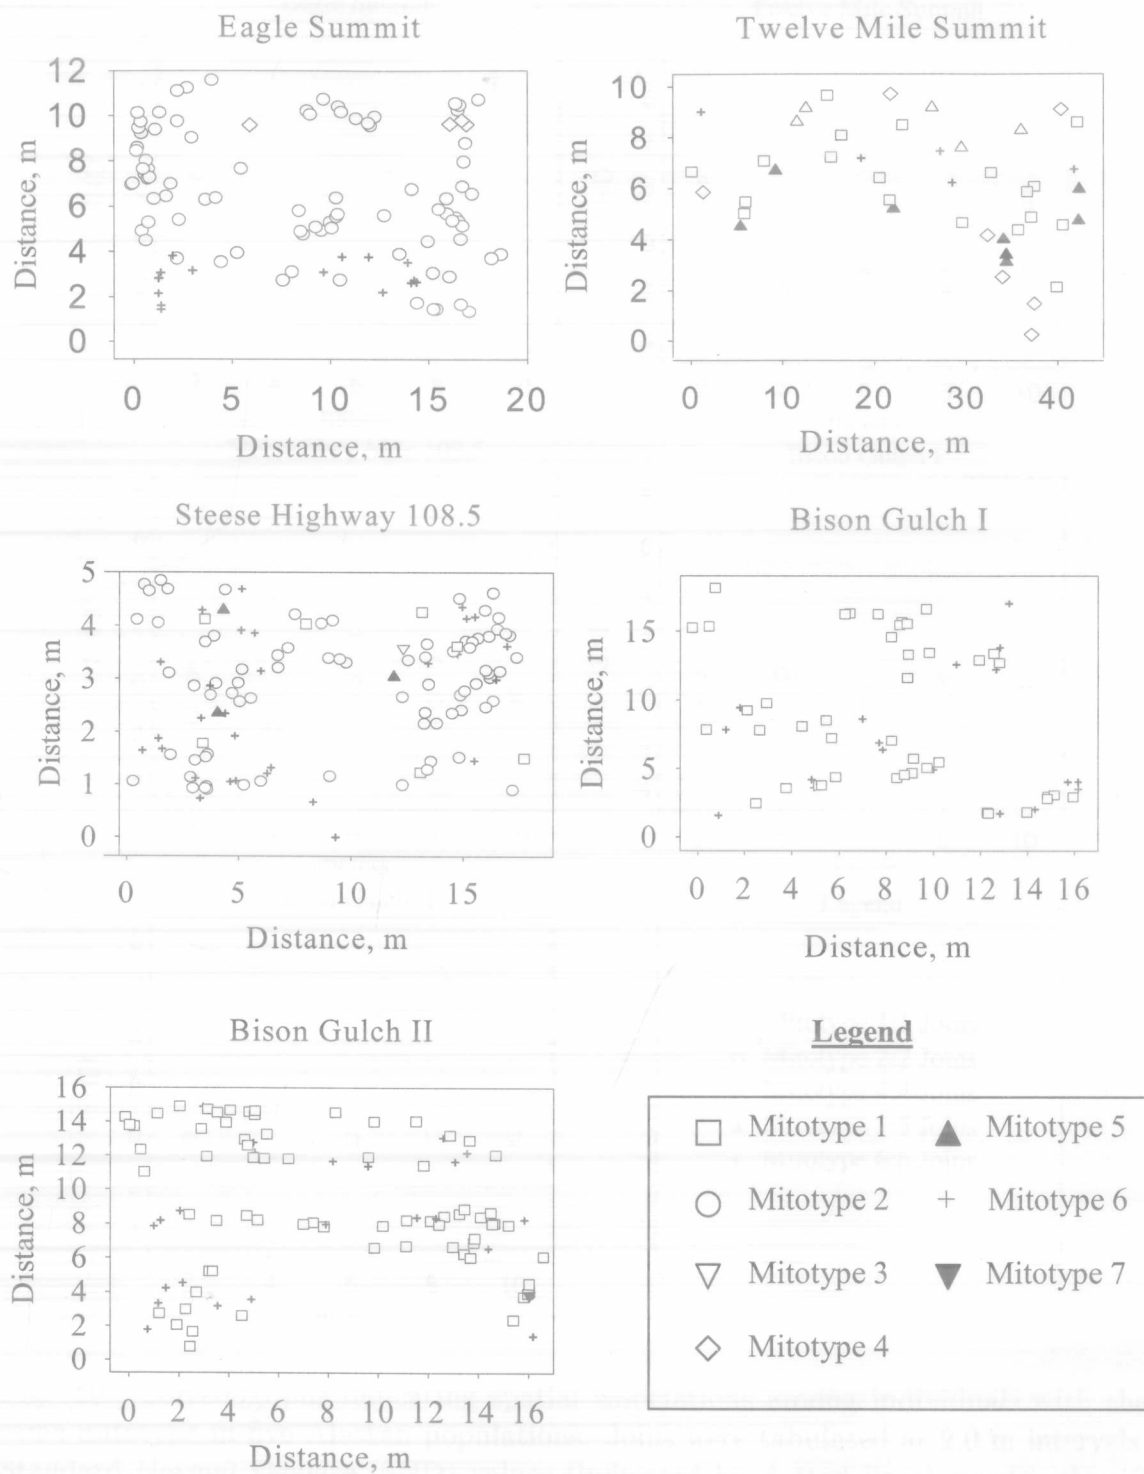 Eagle Summit
12
10
8
6
4
2
0
Distance, m
0 5 10 15 20
Distance, m
Twelve Mile Summit
10
8
6
4
2
0
Distance, m
0 10 20 30 40
Distance, m
Steese Highway 108.5
5
4
3
2
1
0
Distance, m
0 5 10 15
Distance, m
Bison Gulch I
15
10
5
0
Distance, m
0 2 4 6 8 10 12 14 16
Distance, m
Bison Gulch II
16
14
12
10
8
6
4
2
0
Distance, m
0 2 4 6 8 10 12 14 16
Distance, m
Legend
Mitotype 1
Mitotype 5
Mitotype 2
Mitotype 6
Mitotype 3
Mitotype 7
Mitotype 4